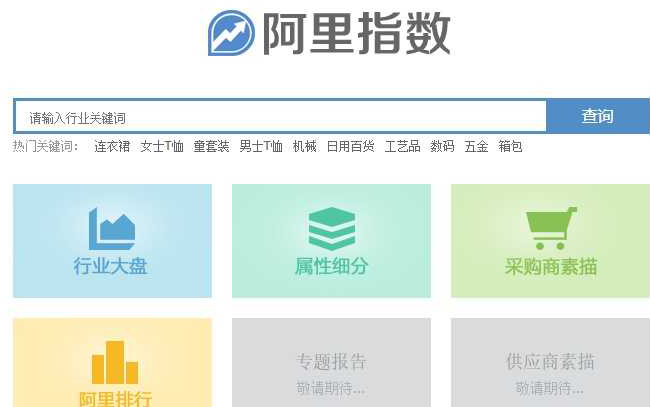 阿里指数
请输入行业关键词 查询
热门关键词： 连衣裙 女士T恤 童套装 男士T恤 机械 日用百货 工艺品 数码 五金 箱包
行业大盘 属性细分 采购商素描
阿里排行 专题报告 供应商素描
敬请期待... 敬请期待...